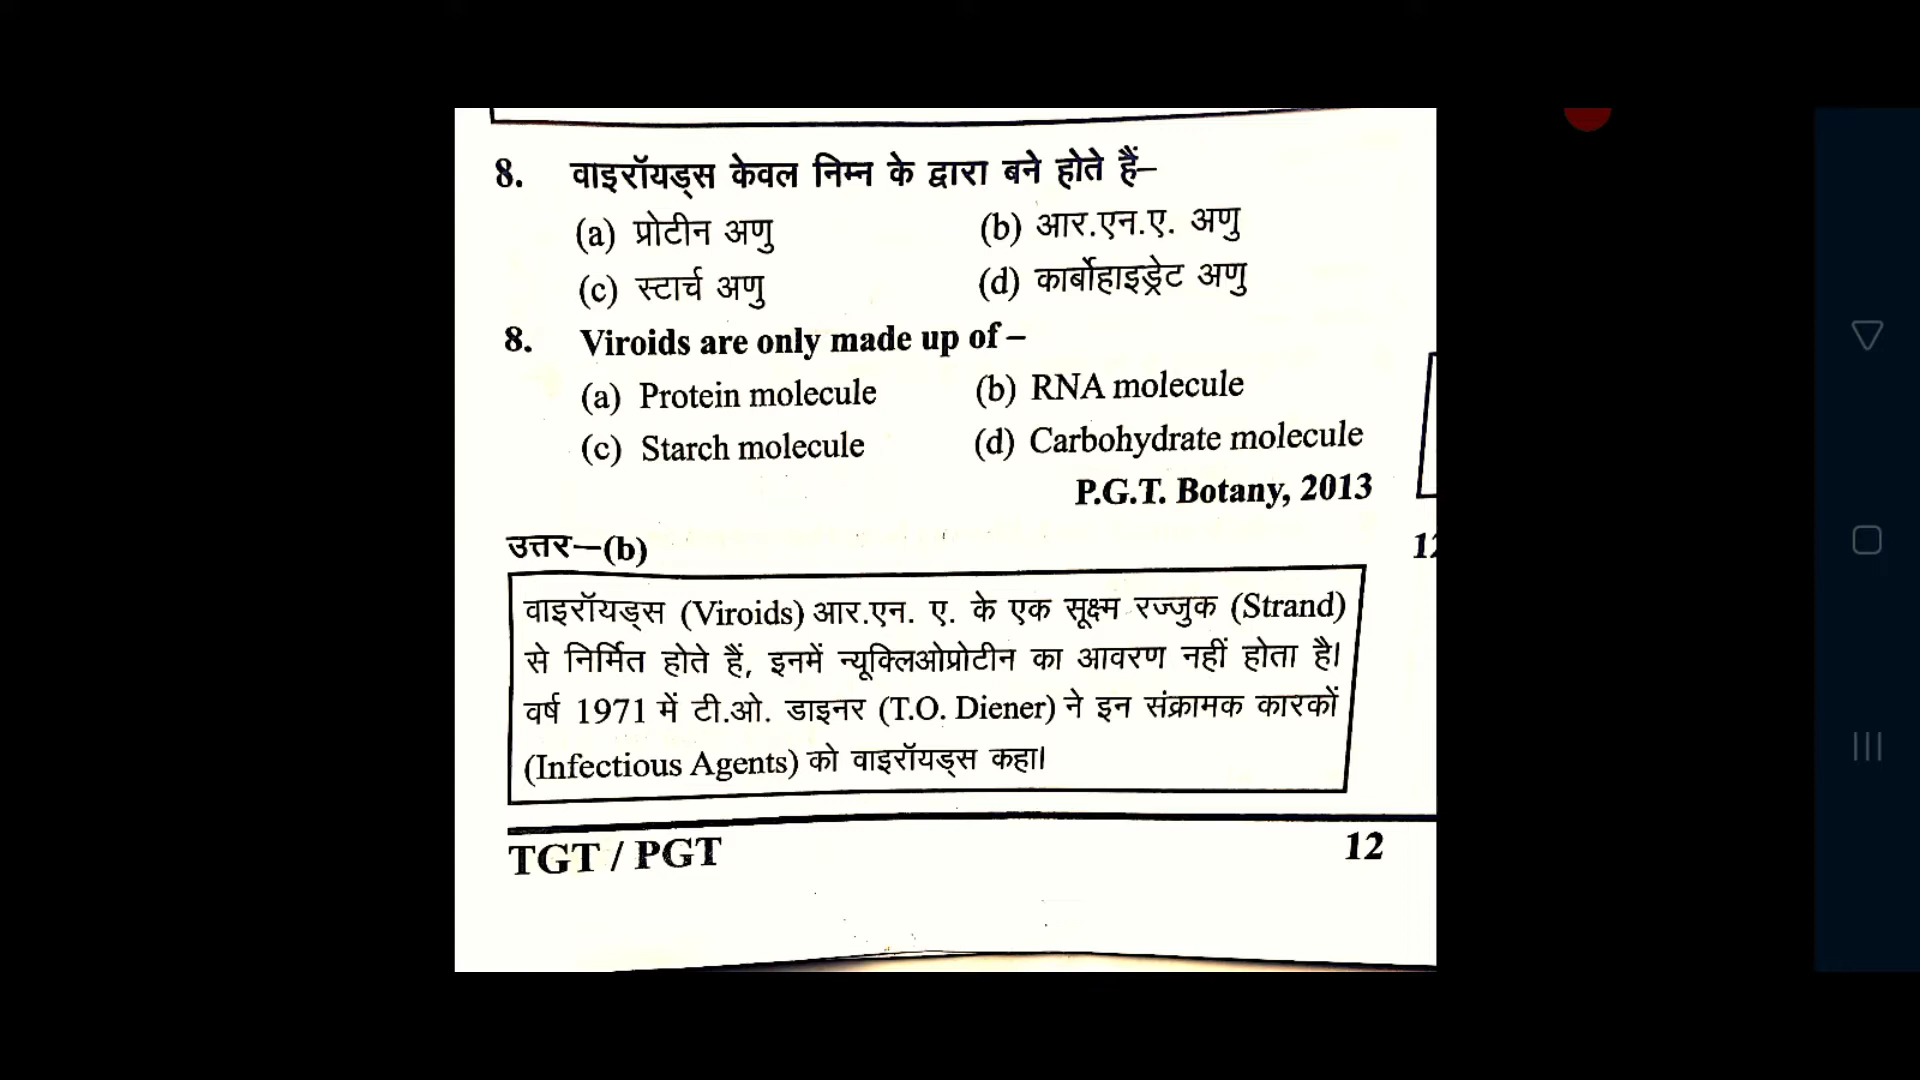 8. वाइरॉयड्स केवल निम्न के द्वारा बने होते हैं–
(a) प्रोटीन अणु (b) आर.एन.ए. अणु
(c) स्टार्च अणु (d) कार्बोहाइड्रेट अणु
8. Viroids are only made up of –
(a) Protein molecule (b) RNA molecule
(c) Starch molecule (d) Carbohydrate molecule
P.G.T. Botany, 2013
उत्तर–(b)
वाइरॉयड्स (Viroids) आर.एन. ए. के एक सूक्ष्म रज्जुक (Strand)
से निर्मित होते हैं, इनमें न्यूक्लिओप्रोटीन का आवरण नहीं होता है।
वर्ष 1971 में टी.ओ. डाइनर (T.O. Diener) ने इन संक्रामक कारकों
(Infectious Agents) को वाइरॉयड्स कहा।
TGT / PGT 12